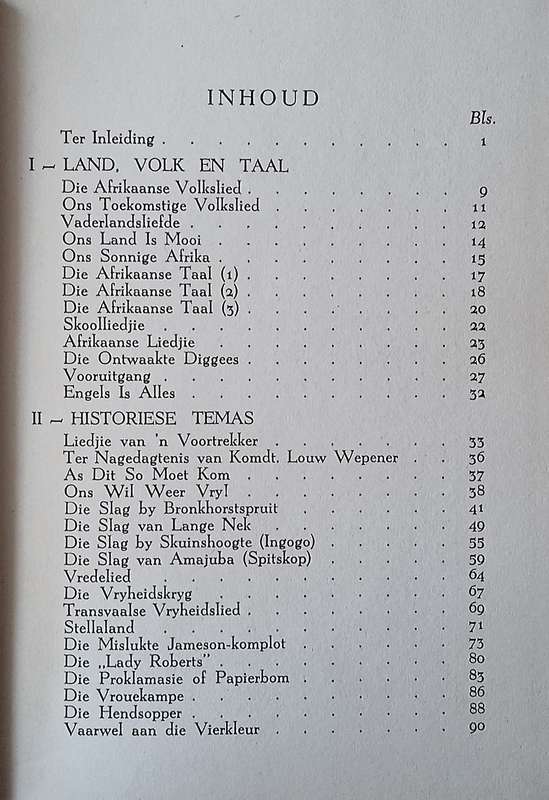 INHOUD
Bls.
Ter Inleiding . . . . . . . . . . . 1
I — LAND, VOLK EN TAAL
Die Afrikaanse Volkslied . . . . . . . . 9
Ons Toekomstige Volkslied . . . . . . . 11
Vaderlandsliefde . . . . . . . . . . 12
Ons Land Is Mooi . . . . . . . . . 14
Ons Sonnige Afrika . . . . . . . . . 15
Die Afrikaanse Taal (1) . . . . . . . . 17
Die Afrikaanse Taal (2) . . . . . . . . 18
Die Afrikaanse Taal (3) . . . . . . . . 20
Skoolliedjie . . . . . . . . . . . 22
Afrikaanse Liedjie . . . . . . . . . 23
Die Ontwaakte Diggees . . . . . . . . 26
Vooruitgang . . . . . . . . . . 27
Engels Is Alles . . . . . . . . . . 32
II — HISTORIESE TEMAS
Liedjie van 'n Voortrekker . . . . . . . 33
Ter Nagedagtenis van Komdt. Louw Wepener . . 36
As Dit So Moet Kom . . . . . . . . 37
Ons Wil Weer Vry! . . . . . . . . 38
Die Slag by Bronkhorstspruit . . . . . . 41
Die Slag van Lange Nek . . . . . . . 49
Die Slag by Skuinshoogte (Ingogo) . . . . . 55
Die Slag van Amajuba (Spitskop) . . . . . 59
Vredelied . . . . . . . . . . . 64
Die Vryheidskryg . . . . . . . . . 67
Transvaalse Vryheidslied . . . . . . . . 69
Stellaland . . . . . . . . . . . 71
Die Mislukte Jameson-komplot . . . . . . 73
Die „Lady Roberts” . . . . . . . . . 80
Die Proklamasie of Papierbom . . . . . . 83
Die Vrouekampe . . . . . . . . . . 86
Die Hendsopper . . . . . . . . . . 88
Vaarwel aan die Vierkleur . . . . . . . 90